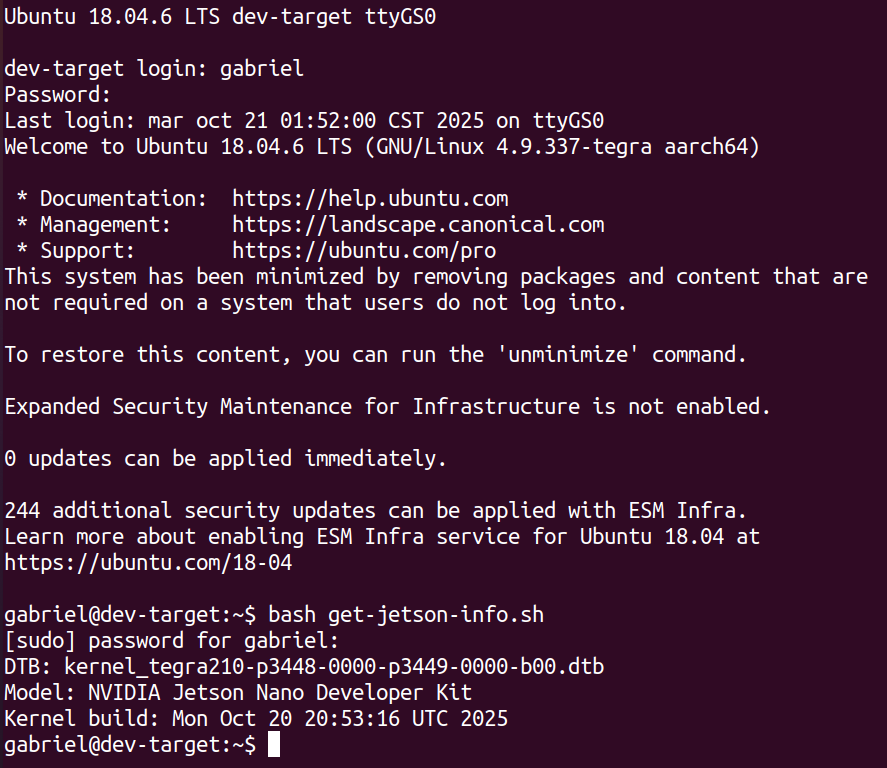 Ubuntu 18.04.6 LTS dev-target ttyGS0
dev-target login: gabriel
Password:
Last login: mar oct 21 01:52:00 CST 2025 on ttyGS0
Welcome to Ubuntu 18.04.6 LTS (GNU/Linux 4.9.337-tegra aarch64)
 * Documentation:  https://help.ubuntu.com
 * Management:     https://landscape.canonical.com
 * Support:        https://ubuntu.com/pro
This system has been minimized by removing packages and content that are
not required on a system that users do not log into.
To restore this content, you can run the 'unminimize' command.
Expanded Security Maintenance for Infrastructure is not enabled.
0 updates can be applied immediately.
244 additional security updates can be applied with ESM Infra.
Learn more about enabling ESM Infra service for Ubuntu 18.04 at
https://ubuntu.com/18-04
gabriel@dev-target:~$ bash get-jetson-info.sh
[sudo] password for gabriel:
DTB: kernel_tegra210-p3448-0000-p3449-0000-b00.dtb
Model: NVIDIA Jetson Nano Developer Kit
Kernel build: Mon Oct 20 20:53:16 UTC 2025
gabriel@dev-target:~$